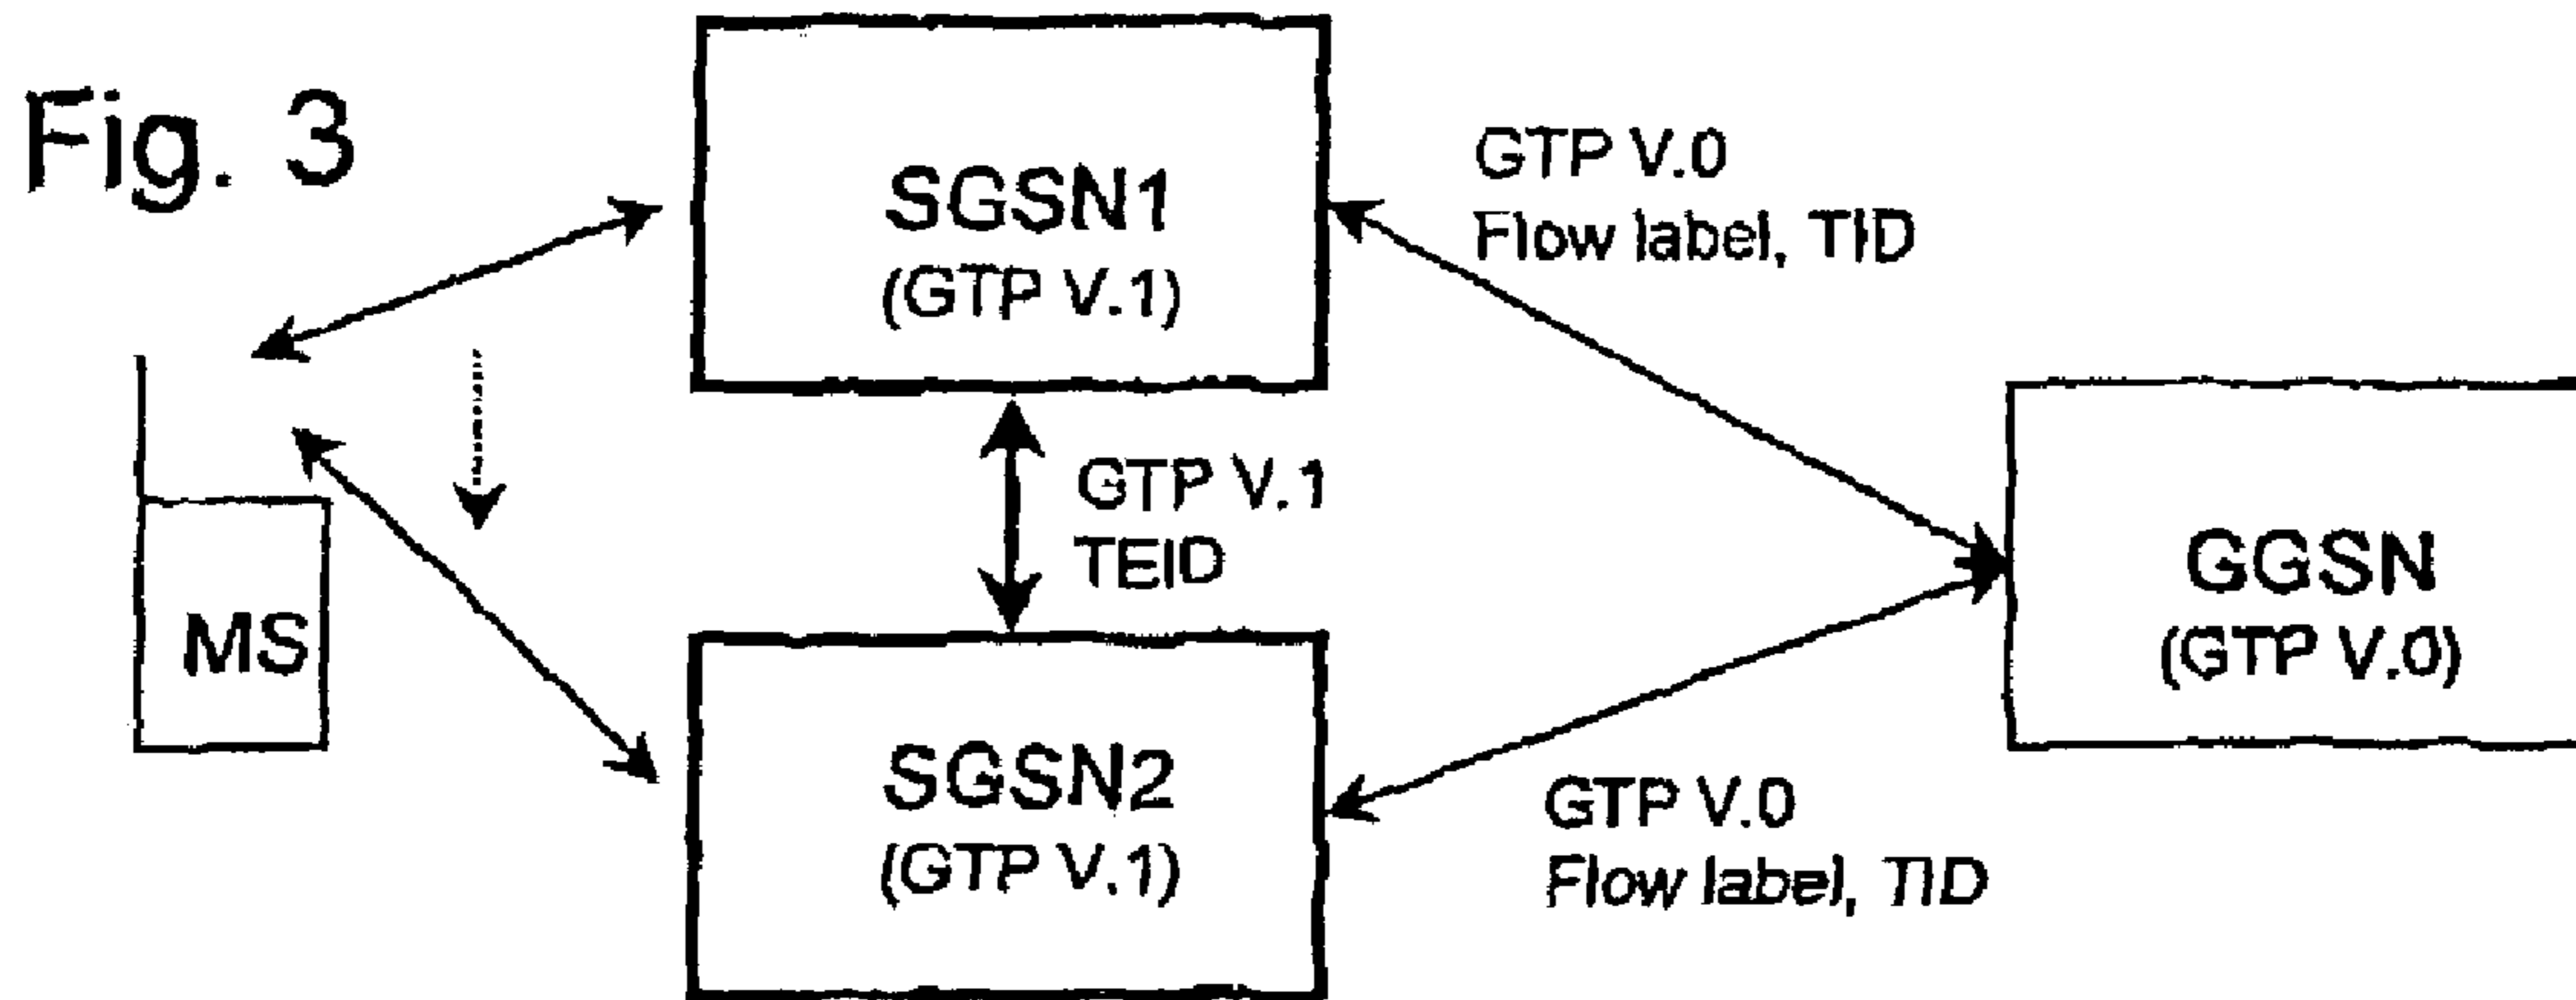 Fig. 3
SGSN1
(GTP V.1)
GTP V.0
Flow label, TID
GTP V.1
TEID
MS
GGSN
(GTP V.0)
SGSN2
(GTP V.1)
GTP V.0
Flow label, TID